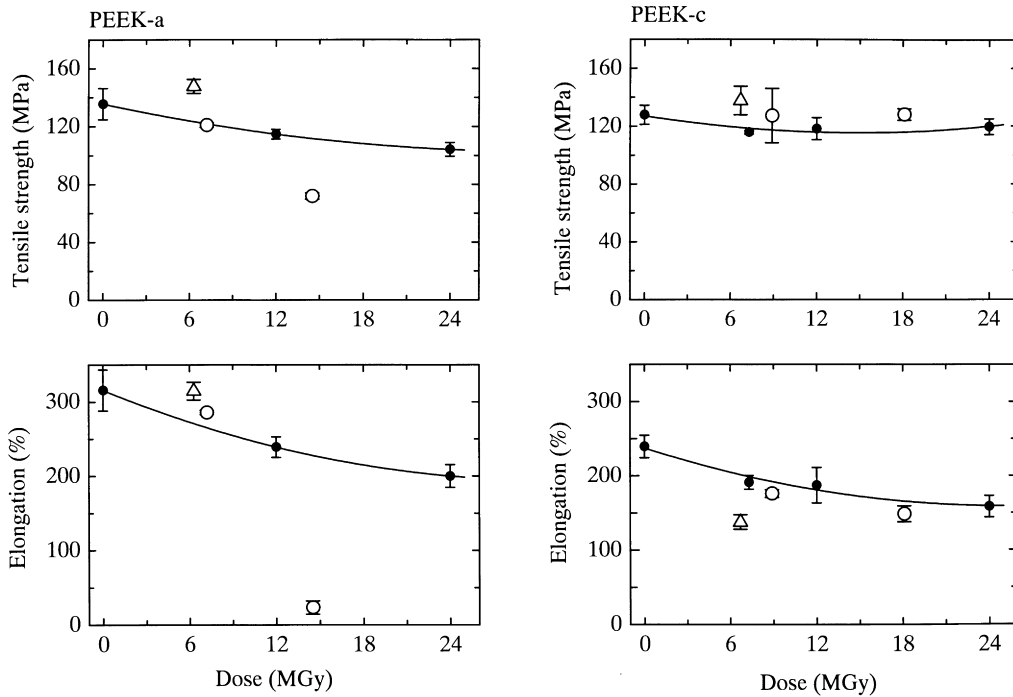 PEEK-a
Tensile strength (MPa)
160
120
80
40
0
0 6 12 18 24
PEEK-c
Tensile strength (MPa)
160
120
80
40
0
0 6 12 18 24
Elongation (%)
300
200
100
0
0 6 12 18 24
Dose (MGy)
Elongation (%)
300
200
100
0
0 6 12 18 24
Dose (MGy)